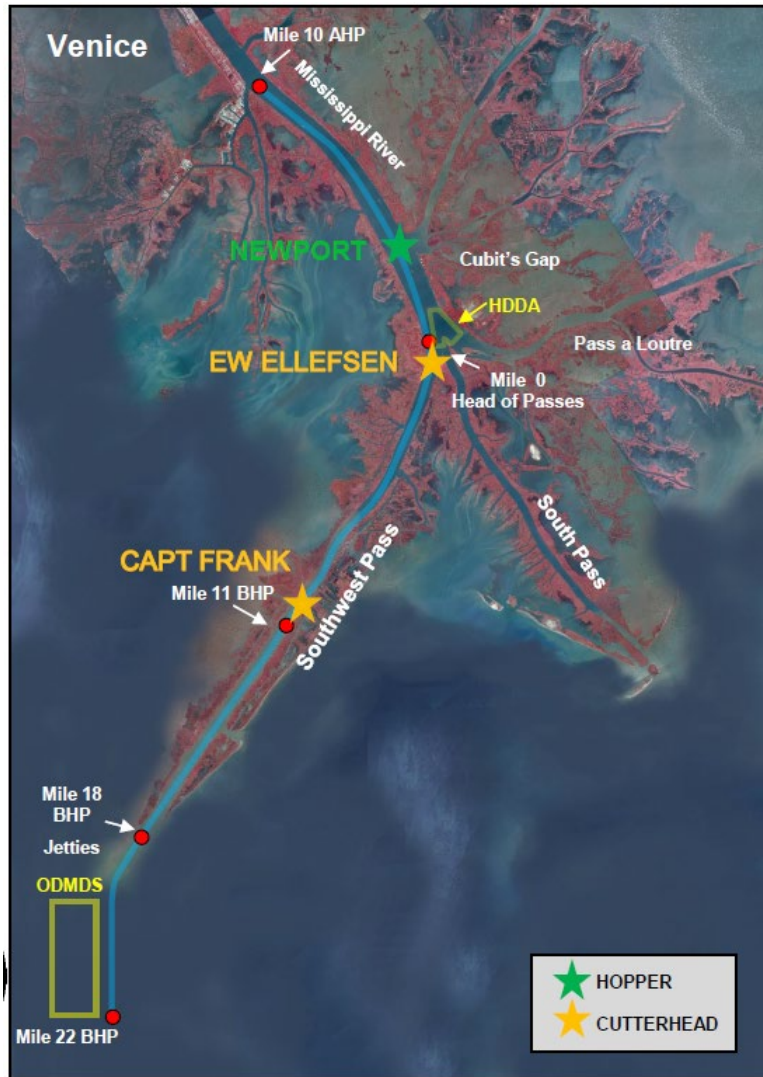 Venice
Mile 10 AHP
Mississippi River
NEWPORT
Cubit's Gap
HDDA
EW ELLEFSEN
Pass a Loutre
Mile 0
Head of Passes
South Pass
CAPT FRANK
Mile 11 BHP
Southwest Pass
Mile 18
BHP
Jetties
ODMDS
Mile 22 BHP
HOPPER
CUTTERHEAD